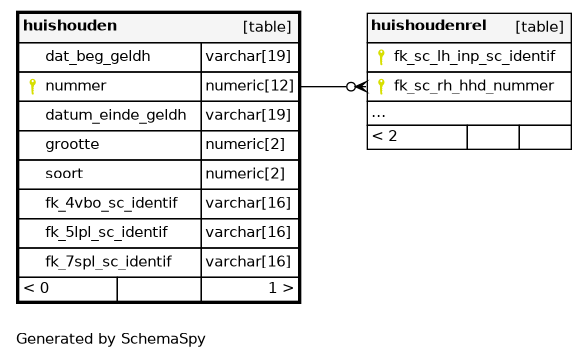 huishouden [table]
dat_beg_geldh varchar[19]
nummer numeric[12]
datum_einde_geldh varchar[19]
grootte numeric[2]
soort numeric[2]
fk_4vbo_sc_identif varchar[16]
fk_5lpl_sc_identif varchar[16]
fk_7spl_sc_identif varchar[16]
< 0 1 >
huishoudenrel [table]
fk_sc_lh_inp_sc_identif
fk_sc_rh_hhd_nummer
...
< 2
Generated by SchemaSpy